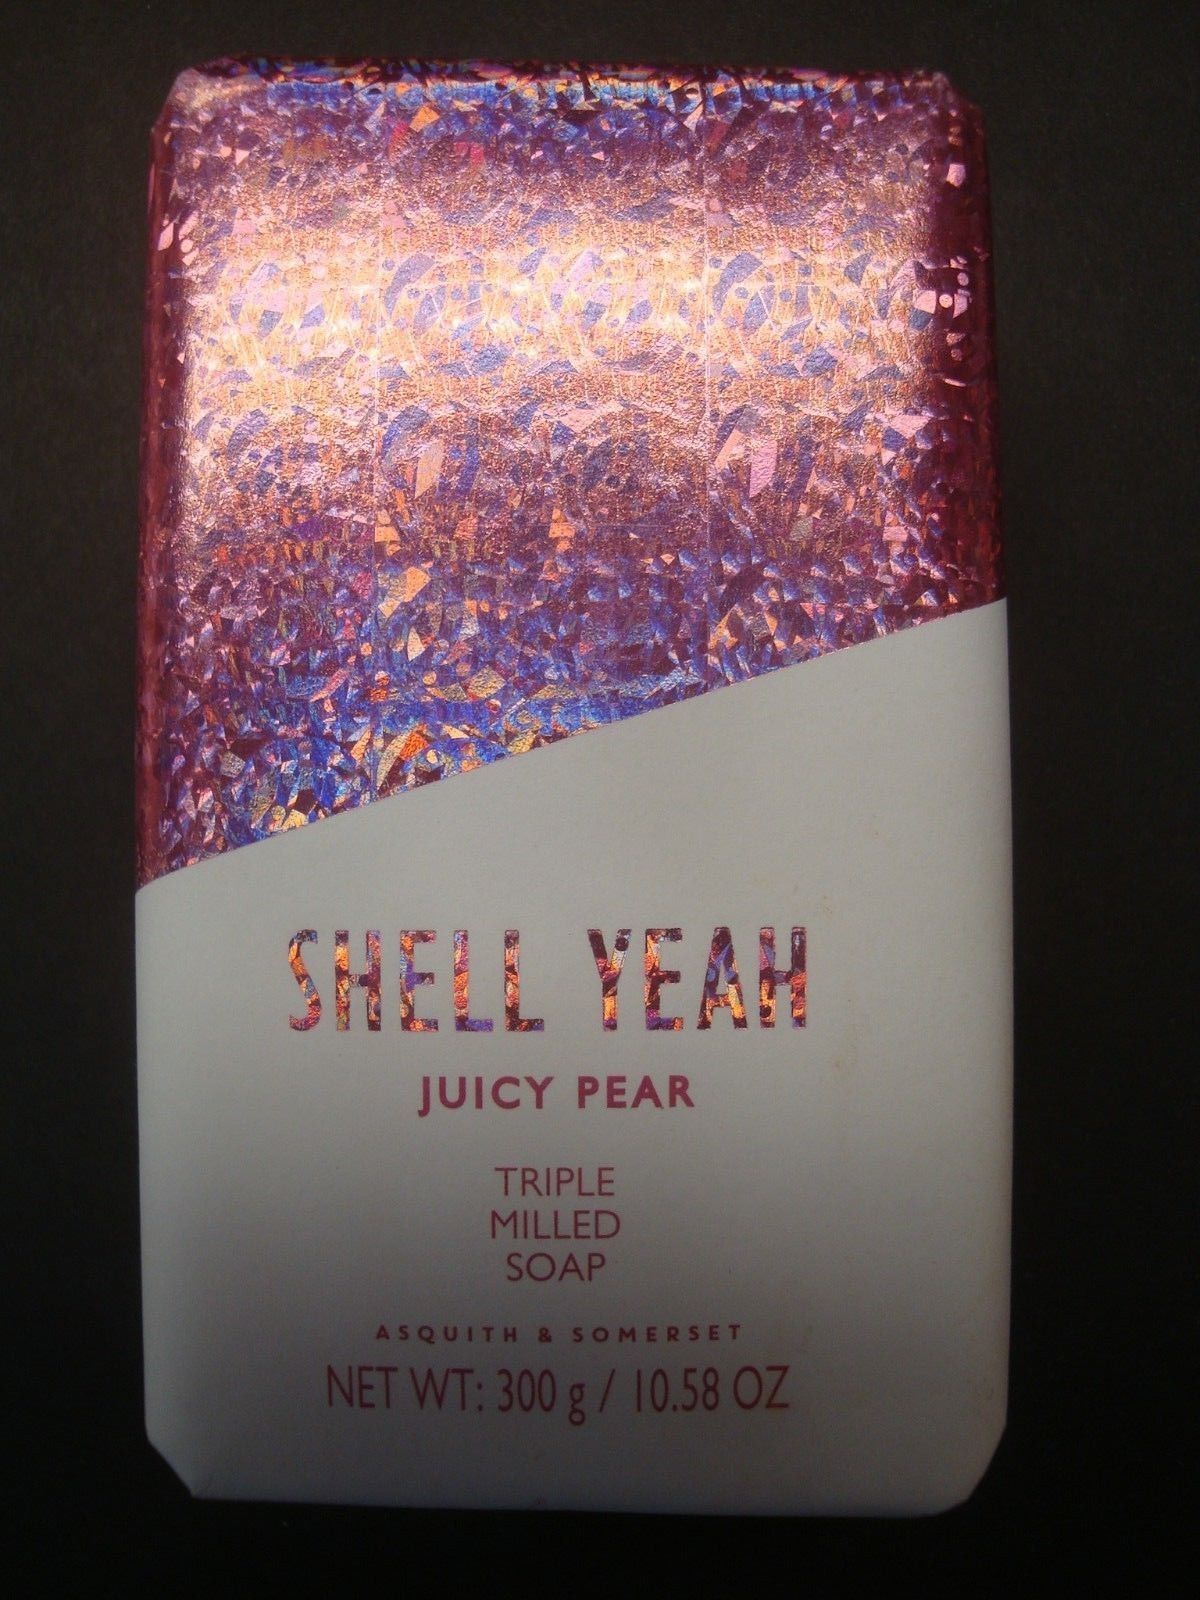 SHELL YEAH
JUICY PEAR
TRIPLE
MILLED
SOAP
ASQUITH & SOMERSET
NET WT: 300 g / 10.58 OZ